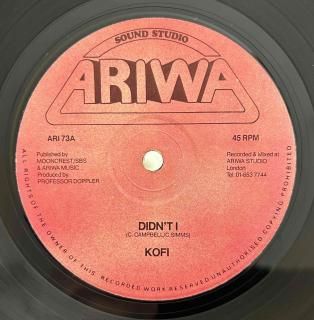 SOUND STUDIO
ARIWA
ARI 73A
45 RPM
Published by
MOONCREST/SBS
& ARIWA MUSIC
Produced by
PROFESSOR DOPPLER
Recorded & Mixed at
ARIWA STUDIO
London
Tel: 01-653 7744
DIDN'T I
(C. CAMPBELL/C. SIMMS)
KOFI
ALL RIGHTS OF THE OWNER OF THIS RECORDED WORK RESERVED UNAUTHORISED COPYING PROHIBITED